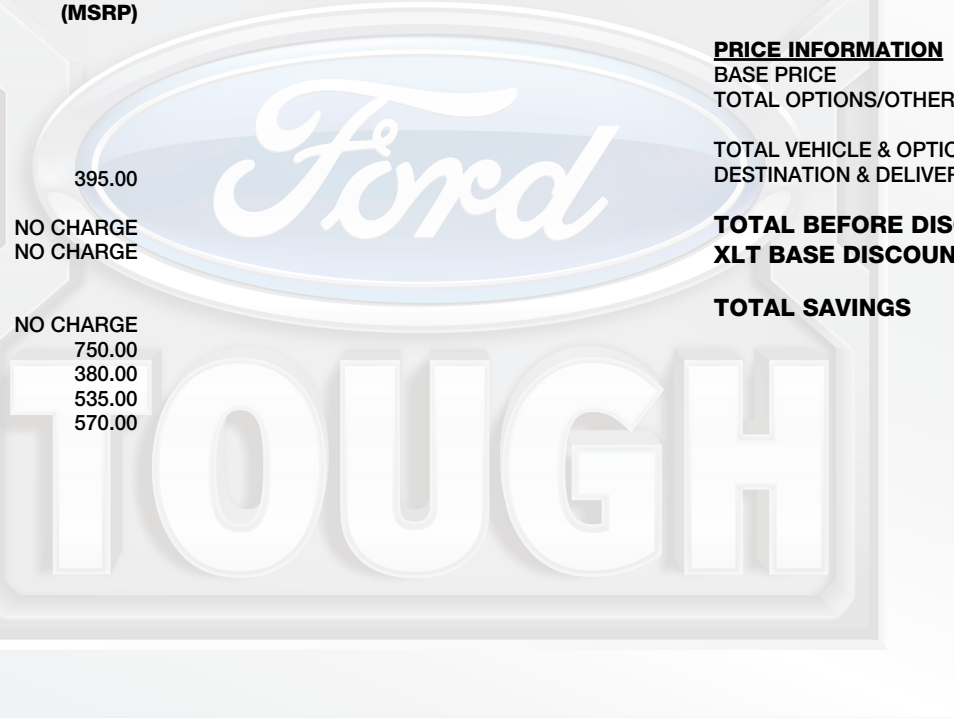 (MSRP)
395.00
NO CHARGE
NO CHARGE
NO CHARGE
750.00
380.00
535.00
570.00
PRICE INFORMATION
BASE PRICE
TOTAL OPTIONS/OTHER
TOTAL VEHICLE & OPTIO
DESTINATION & DELIVER
TOTAL BEFORE DIS
XLT BASE DISCOUN
TOTAL SAVINGS
Ford
TOUGH